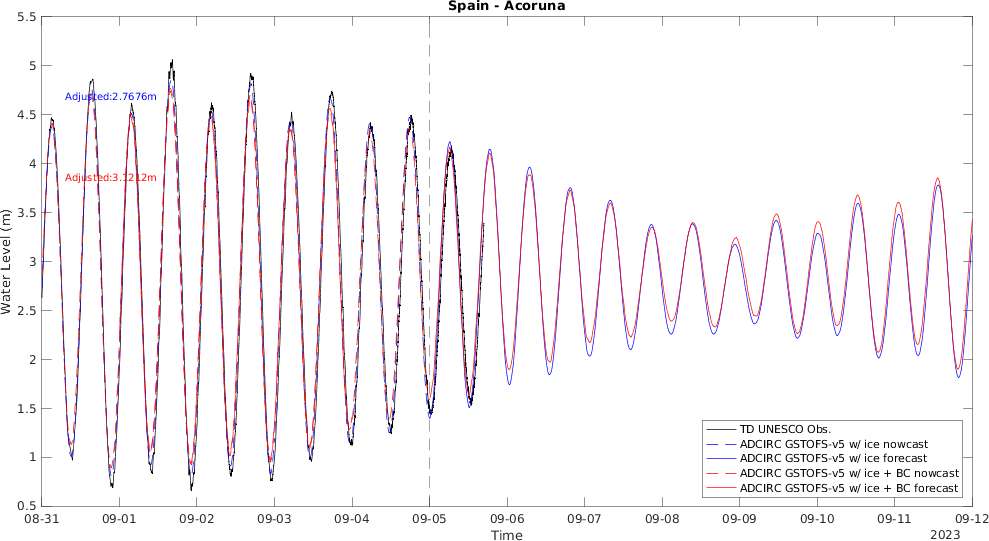 Spain - Acoruna
5.5
5
4.5
4
3.5
3
2.5
2
1.5
1
0.5
Water Level (m)
Adjusted:2.7676m
Adjusted:3.1212m
TD UNESCO Obs.
ADCIRC GSTOFS-v5 w/ ice nowcast
ADCIRC GSTOFS-v5 w/ ice forecast
ADCIRC GSTOFS-v5 w/ ice + BC nowcast
ADCIRC GSTOFS-v5 w/ ice + BC forecast
08-31 09-01 09-02 09-03 09-04 09-05 09-06 09-07 09-08 09-09 09-10 09-11 09-12
Time
2023